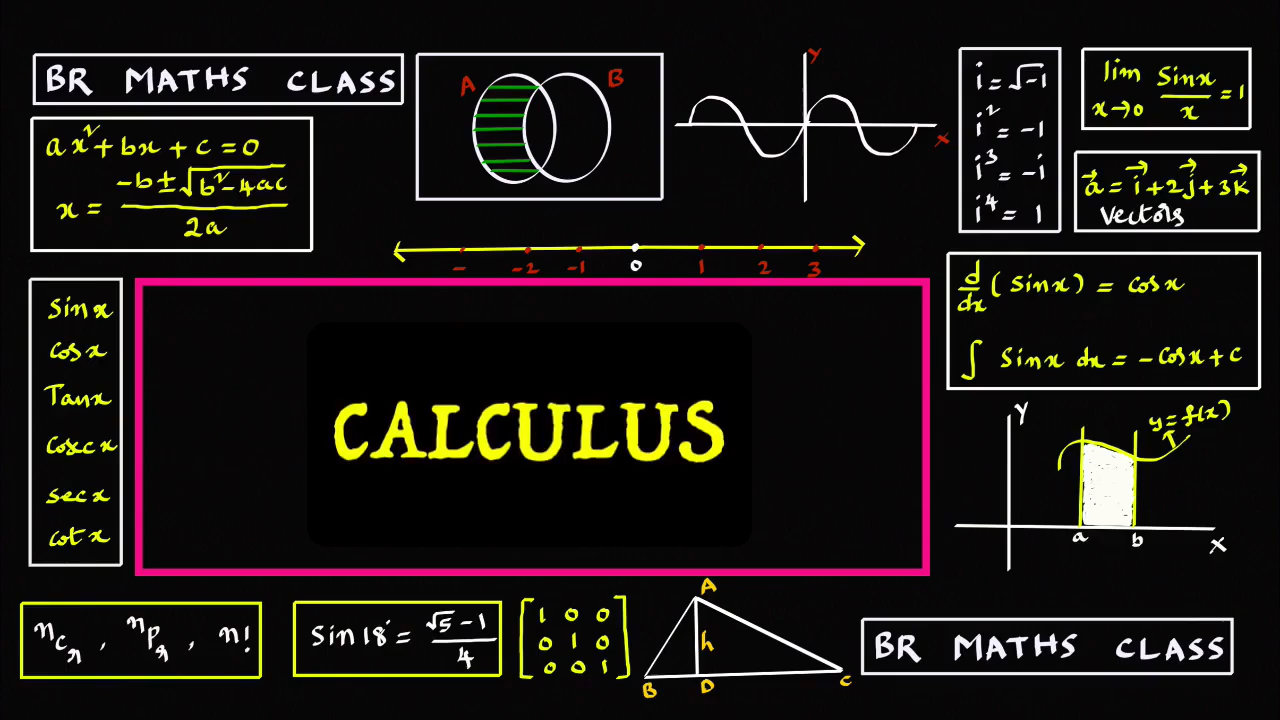 BR MATHS CLASS
ax²+bx+c=0
x = (-b±√(b²-4ac))/2a
A B
Y
X
i=√-1
i² = -1
i³ = -i
i⁴ = 1
lim x→0 Sinx/x = 1
a⃗ = i⃗+2j⃗+3k⃗
Vectors
- -2 -1 0 1 2 3
Sinx
Cosx
Tanx
Cosecx
secx
cotx
CALCULUS
d/dx (Sinx) = cosx
∫ Sinx dx = -Cosx+c
Y
y=f(x)
a b
X
nCr , nPr , n!
Sin18° = (√5-1)/4
1 0 0
0 1 0
0 0 1
A
h
B D C
BR MATHS CLASS